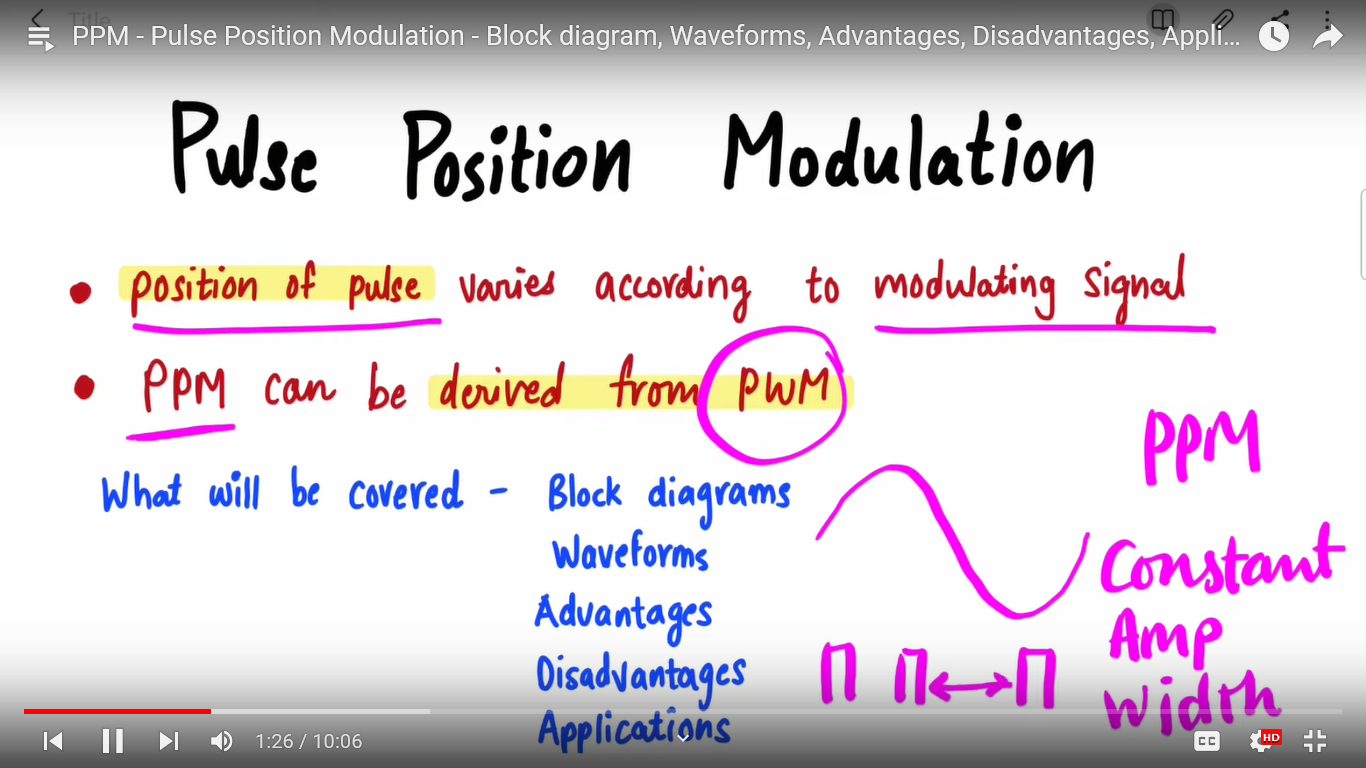 Title
PPM - Pulse Position Modulation - Block diagram, Waveforms, Advantages, Disadvantages, Appli...
Pulse Position Modulation
• position of pulse varies according to modulating signal
• PPM can be derived from PWM
PPM
What will be covered - Block diagrams
Waveforms
Advantages
Disadvantages
Applications
Constant
Amp
Width
1:26 / 10:06
CC
HD